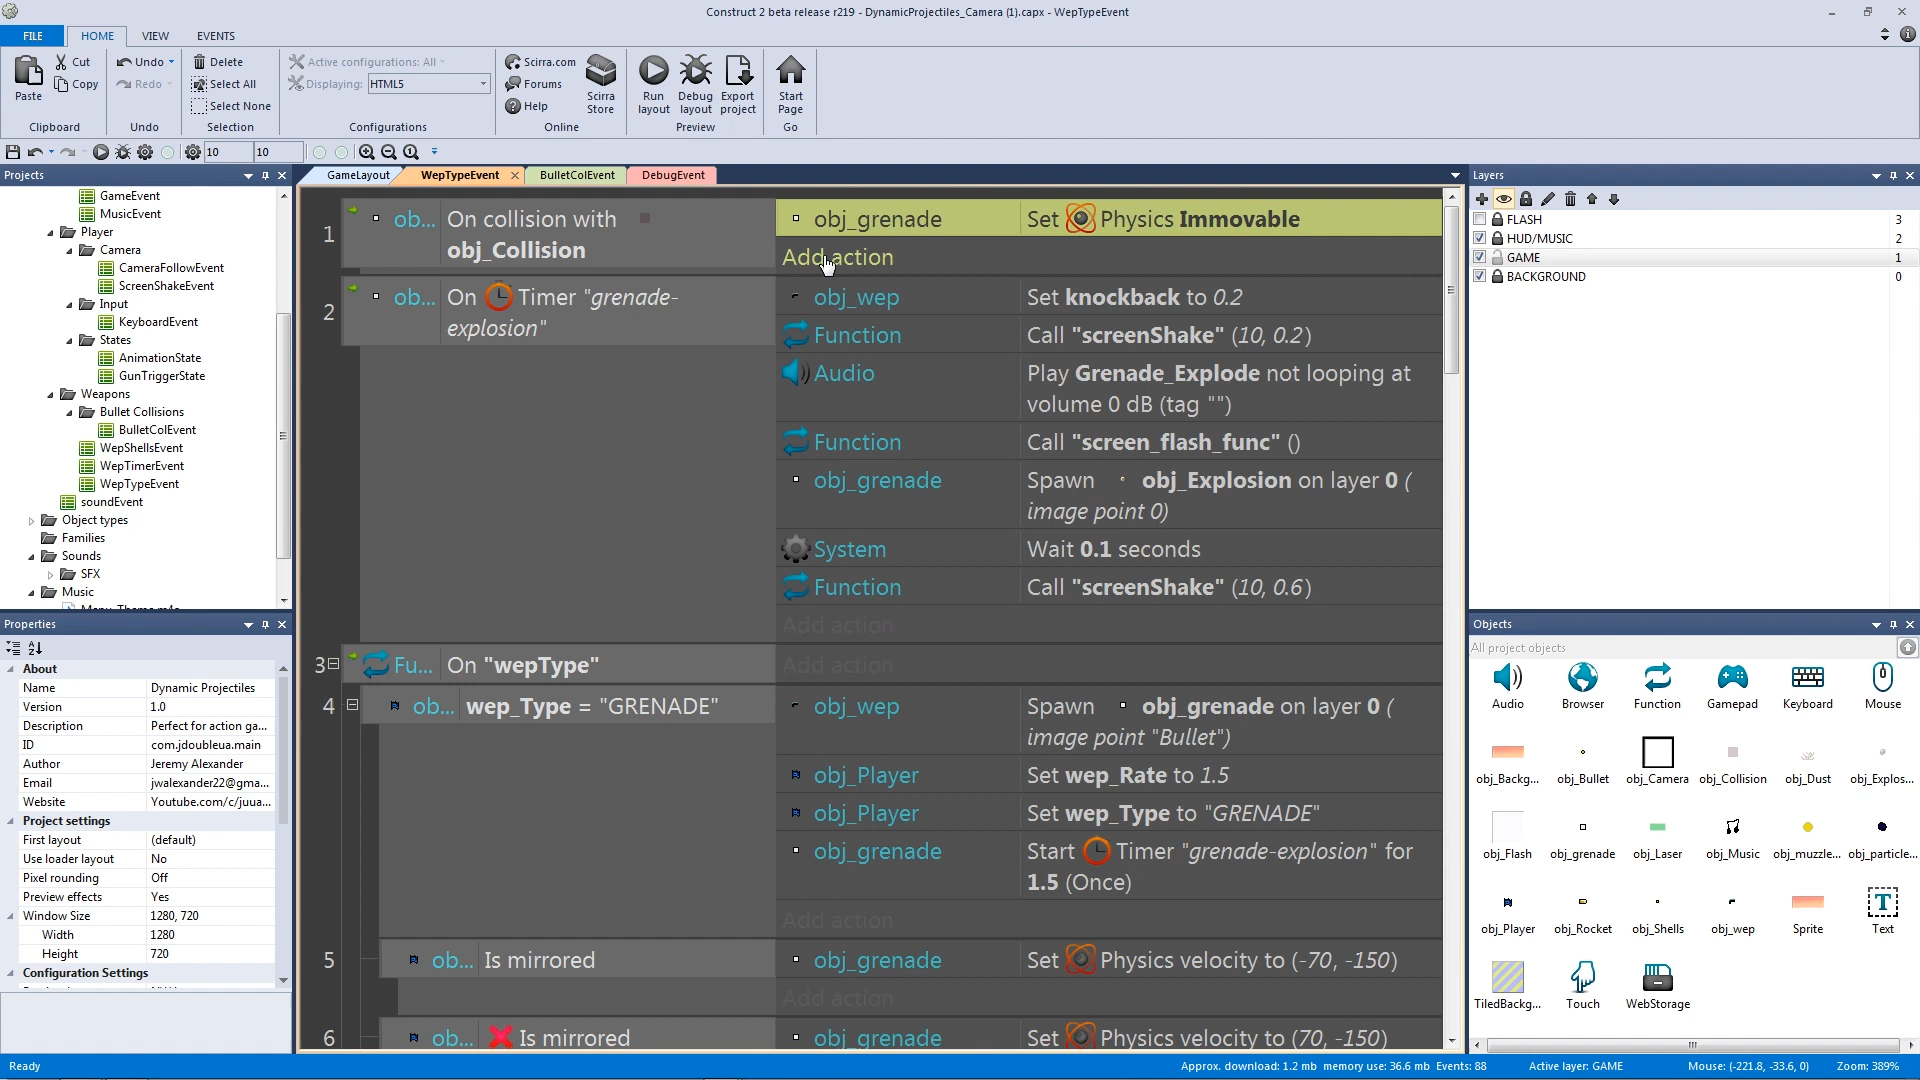 Construct 2 beta release r219 - DynamicProjectiles_Camera (1).capx - WepTypeEvent
FILE
HOME
VIEW
EVENTS
Paste
Cut
Copy
Clipboard
Undo
Redo
Undo
Delete
Select All
Select None
Selection
Active configurations: All
Displaying:
HTML5
Configurations
Scirra.com
Forums
Help
Scirra Store
Online
Run layout
Debug layout
Export project
Preview
Start Page
Go
10
10
Projects
GameEvent
MusicEvent
Player
Camera
CameraFollowEvent
ScreenShakeEvent
Input
KeyboardEvent
States
AnimationState
GunTriggerState
Weapons
Bullet Collisions
BulletColEvent
WepShellsEvent
WepTimerEvent
WepTypeEvent
soundEvent
Object types
Families
Sounds
SFX
Music
Properties
About
Name Dynamic Projectiles
Version 1.0
Description Perfect for action ga...
ID com.jdoubleua.main
Author Jeremy Alexander
Email jwalexander22@gma...
Website Youtube.com/c/juua...
Project settings
First layout (default)
Use loader layout No
Pixel rounding Off
Preview effects Yes
Window Size 1280, 720
Width 1280
Height 720
Configuration Settings
GameLayout
WepTypeEvent
BulletColEvent
DebugEvent
1
ob... On collision with
obj_Collision
obj_grenade Set Physics Immovable
Add action
2
ob... On Timer "grenade-
explosion"
obj_wep Set knockback to 0.2
Function Call "screenShake" (10, 0.2)
Audio Play Grenade_Explode not looping at
volume 0 dB (tag "")
Function Call "screen_flash_func" ()
obj_grenade Spawn obj_Explosion on layer 0 (
image point 0)
System Wait 0.1 seconds
Function Call "screenShake" (10, 0.6)
Add action
3 Fu... On "wepType"
Add action
4 ob... wep_Type = "GRENADE"
obj_wep Spawn obj_grenade on layer 0 (
image point "Bullet")
obj_Player Set wep_Rate to 1.5
obj_Player Set wep_Type to "GRENADE"
obj_grenade Start Timer "grenade-explosion" for
1.5 (Once)
Add action
5 ob... Is mirrored
obj_grenade Set Physics velocity to (-70, -150)
Add action
6 ob... Is mirrored
obj_grenade Set Physics velocity to (70, -150)
Layers
FLASH 3
HUD/MUSIC 2
GAME 1
BACKGROUND 0
Objects
All project objects
Audio Browser Function Gamepad Keyboard Mouse
obj_Backg... obj_Bullet obj_Camera obj_Collision obj_Dust obj_Explos...
obj_Flash obj_grenade obj_Laser obj_Music obj_muzzle... obj_particle...
obj_Player obj_Rocket obj_Shells obj_wep Sprite Text
TiledBackg... Touch WebStorage
Ready
Approx. download: 1.2 mb memory use: 36.6 mb Events: 88
Active layer: GAME
Mouse: (-221.8, -33.6, 0)
Zoom: 389%